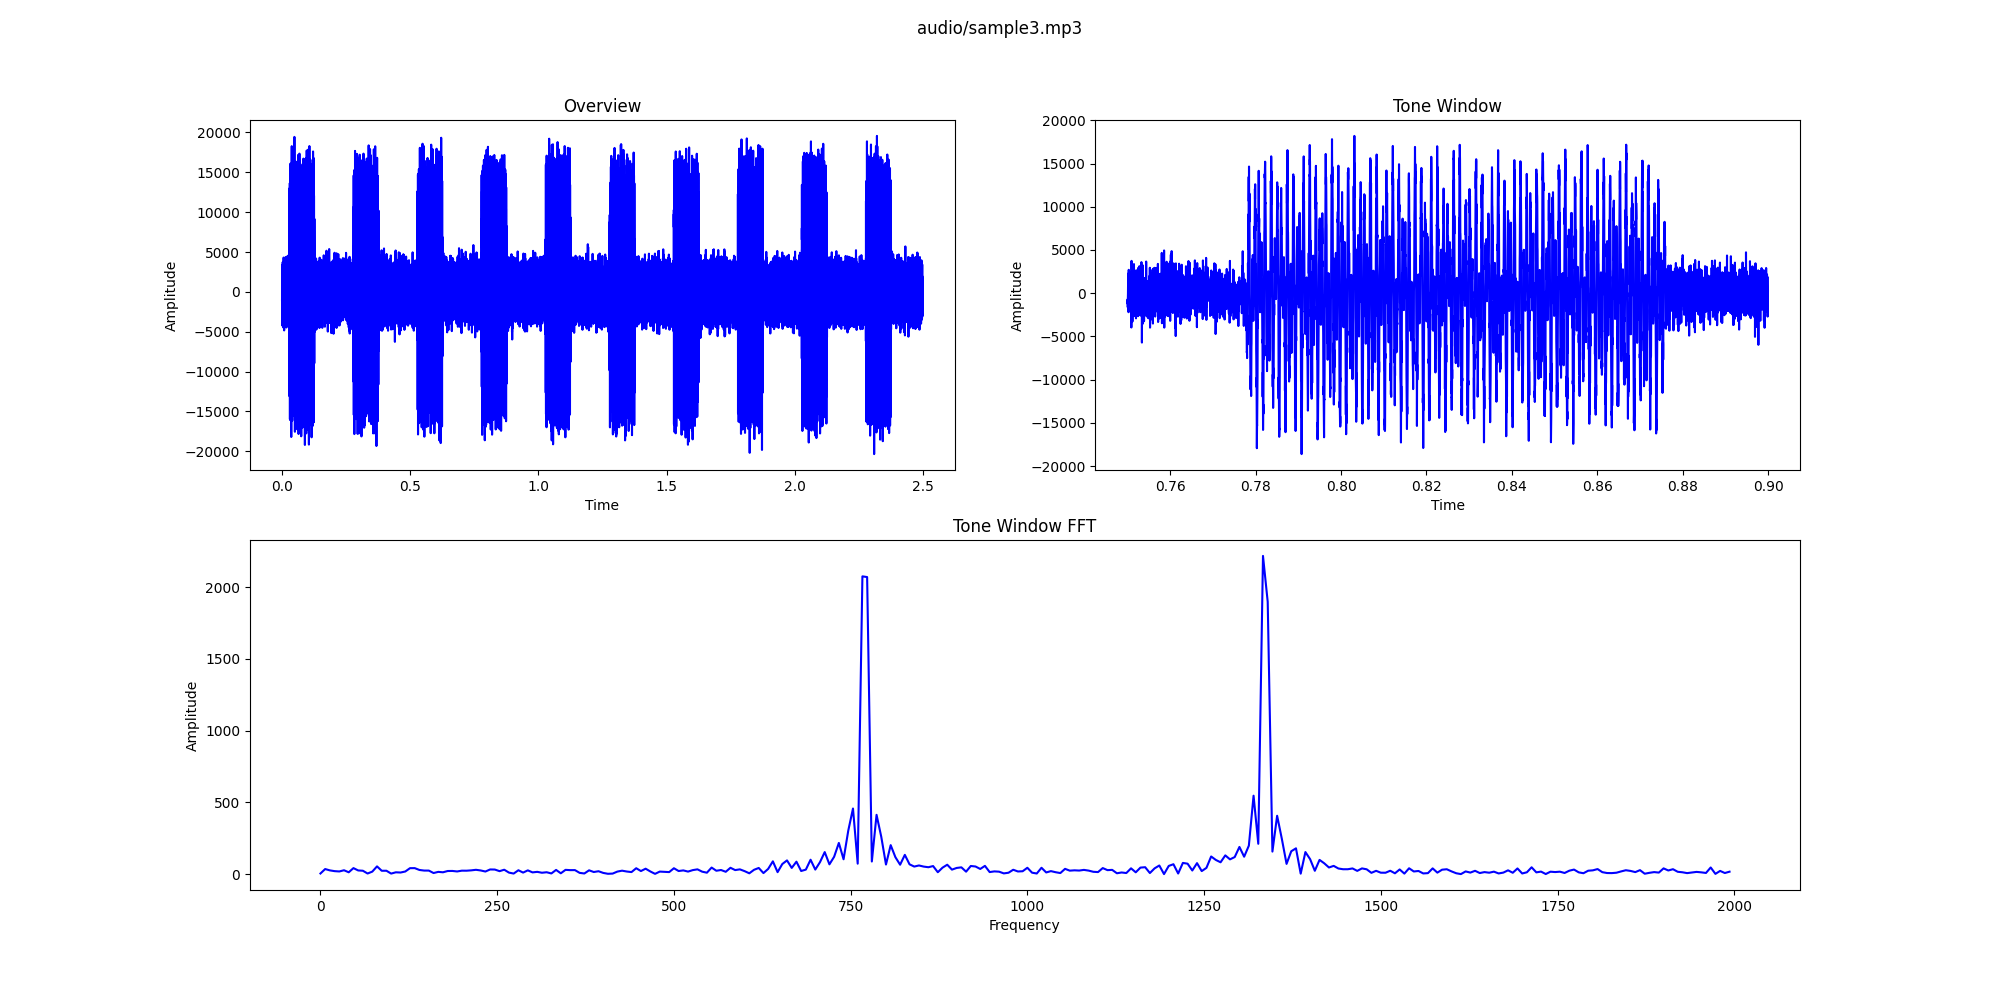 audio/sample3.mp3
Overview
Amplitude
20000
15000
10000
5000
0
−5000
−10000
−15000
−20000
0.0 0.5 1.0 1.5 2.0 2.5
Time
Tone Window
Amplitude
20000
15000
10000
5000
0
−5000
−10000
−15000
−20000
0.76 0.78 0.80 0.82 0.84 0.86 0.88 0.90
Time
Tone Window FFT
Amplitude
2000
1500
1000
500
0
0 250 500 750 1000 1250 1500 1750 2000
Frequency